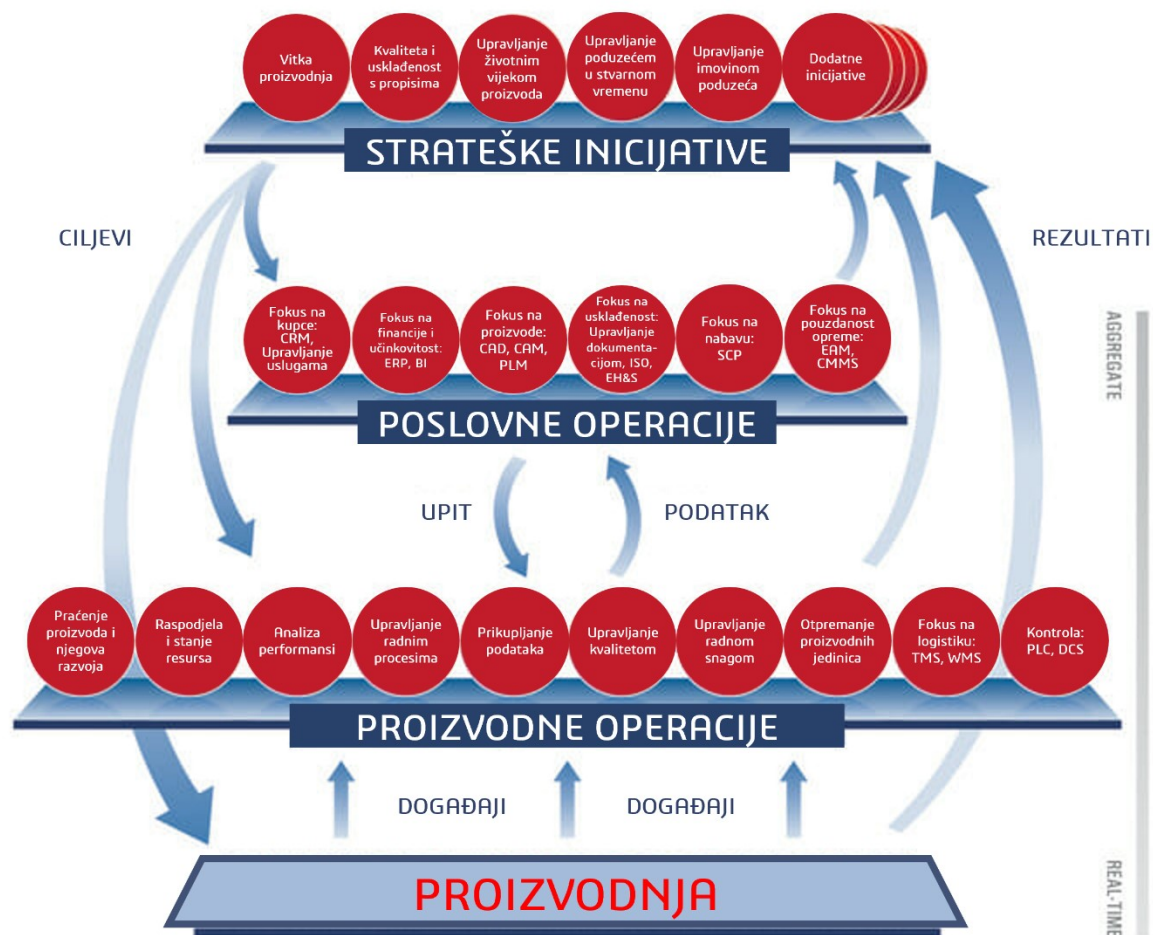 Vitka
proizvodnja
Kvaliteta i
usklađenost
s propisima
Upravljanje
životnim
vijekom
proizvoda
Upravljanje
poduzećem
u stvarnom
vremenu
Upravljanje
imovinom
poduzeća
Dodatne
inicijative
STRATEŠKE INICIJATIVE
CILJEVI
REZULTATI
Fokus na
kupce:
CRM,
Upravljanje
uslugama
Fokus na
financije i
učinkovitost:
ERP, BI
Fokus na
proizvode:
CAD, CAM,
PLM
Fokus na
usklađenost:
Upravljanje
dokumenta-
cijom, ISO,
EH&S
Fokus na
nabavu:
SCP
Fokus na
pouzdanost
opreme:
EAM,
CMMS
AGGREGATE
POSLOVNE OPERACIJE
UPIT
PODATAK
Praćenje
proizvoda i
njegova
razvoja
Raspodjela
i stanje
resursa
Analiza
performansi
Upravljanje
radnim
procesima
Prikupljanje
podataka
Upravljanje
kvalitetom
Upravljanje
radnom
snagom
Otpremanje
proizvodnih
jedinica
Fokus na
logistiku:
TMS, WMS
Kontrola:
PLC, DCS
PROIZVODNE OPERACIJE
DOGAĐAJI
DOGAĐAJI
PROIZVODNJA
REAL-TIME